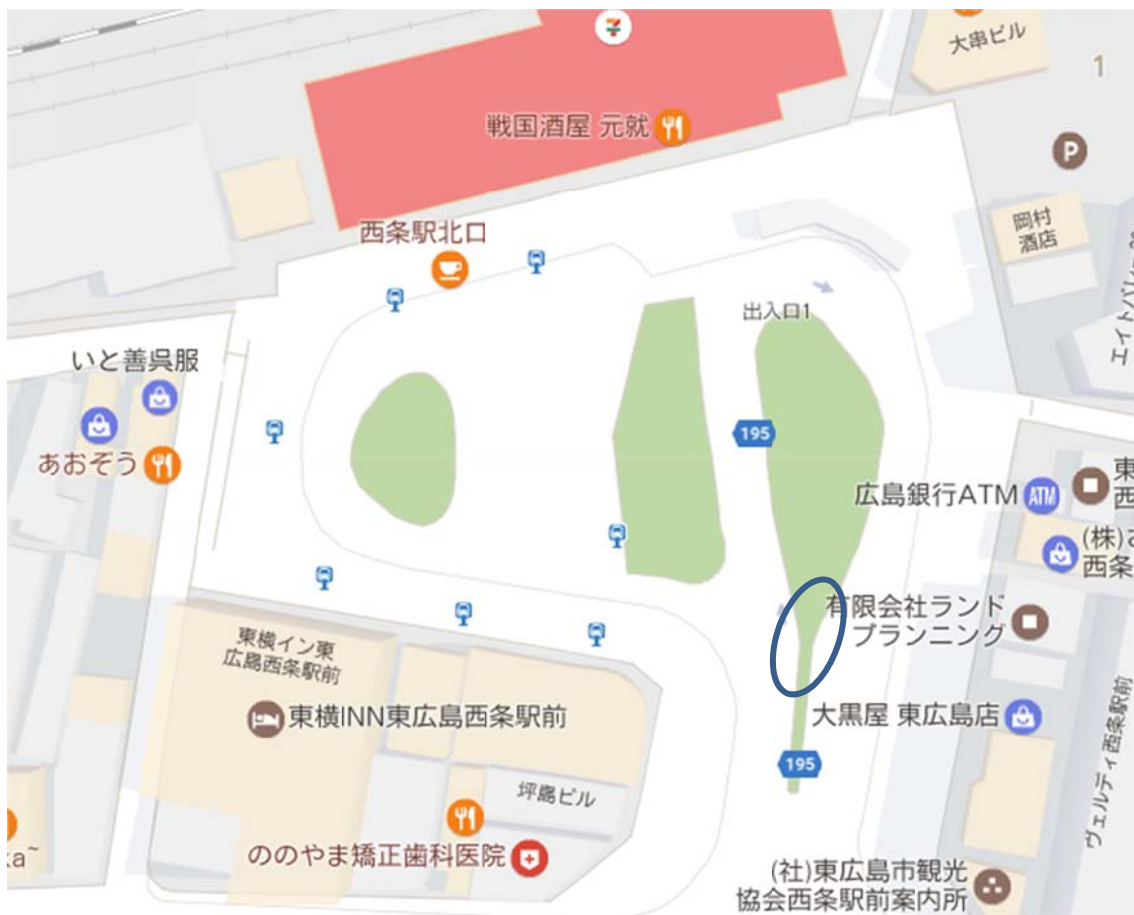 大串ビル
1
戦国酒屋 元就
P
岡村
酒店
西条駅北口
出入口1
いと善呉服
あおぞう
195
広島銀行ATM
ATM
東
西
(株)
西条
有限会社ランド
プランニング
東横イン東
広島西条駅前
東横INN東広島西条駅前
大黒屋 東広島店
195
坪島ビル
ヴェルディ西条駅前
ののやま矯正歯科医院
(社)東広島市観光
協会西条駅前案内所